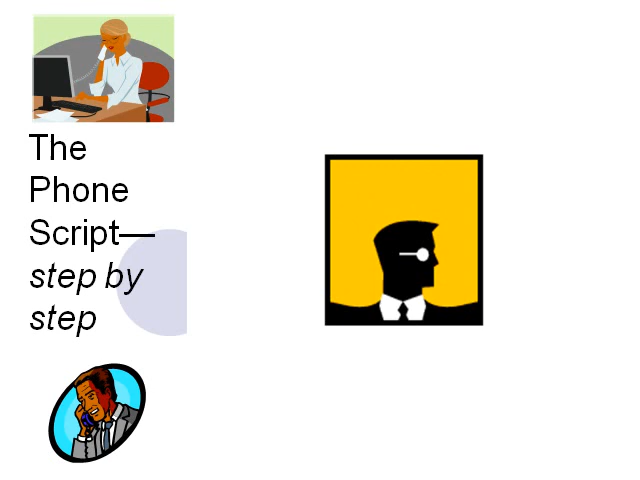 The
Phone
Script—
step by
step